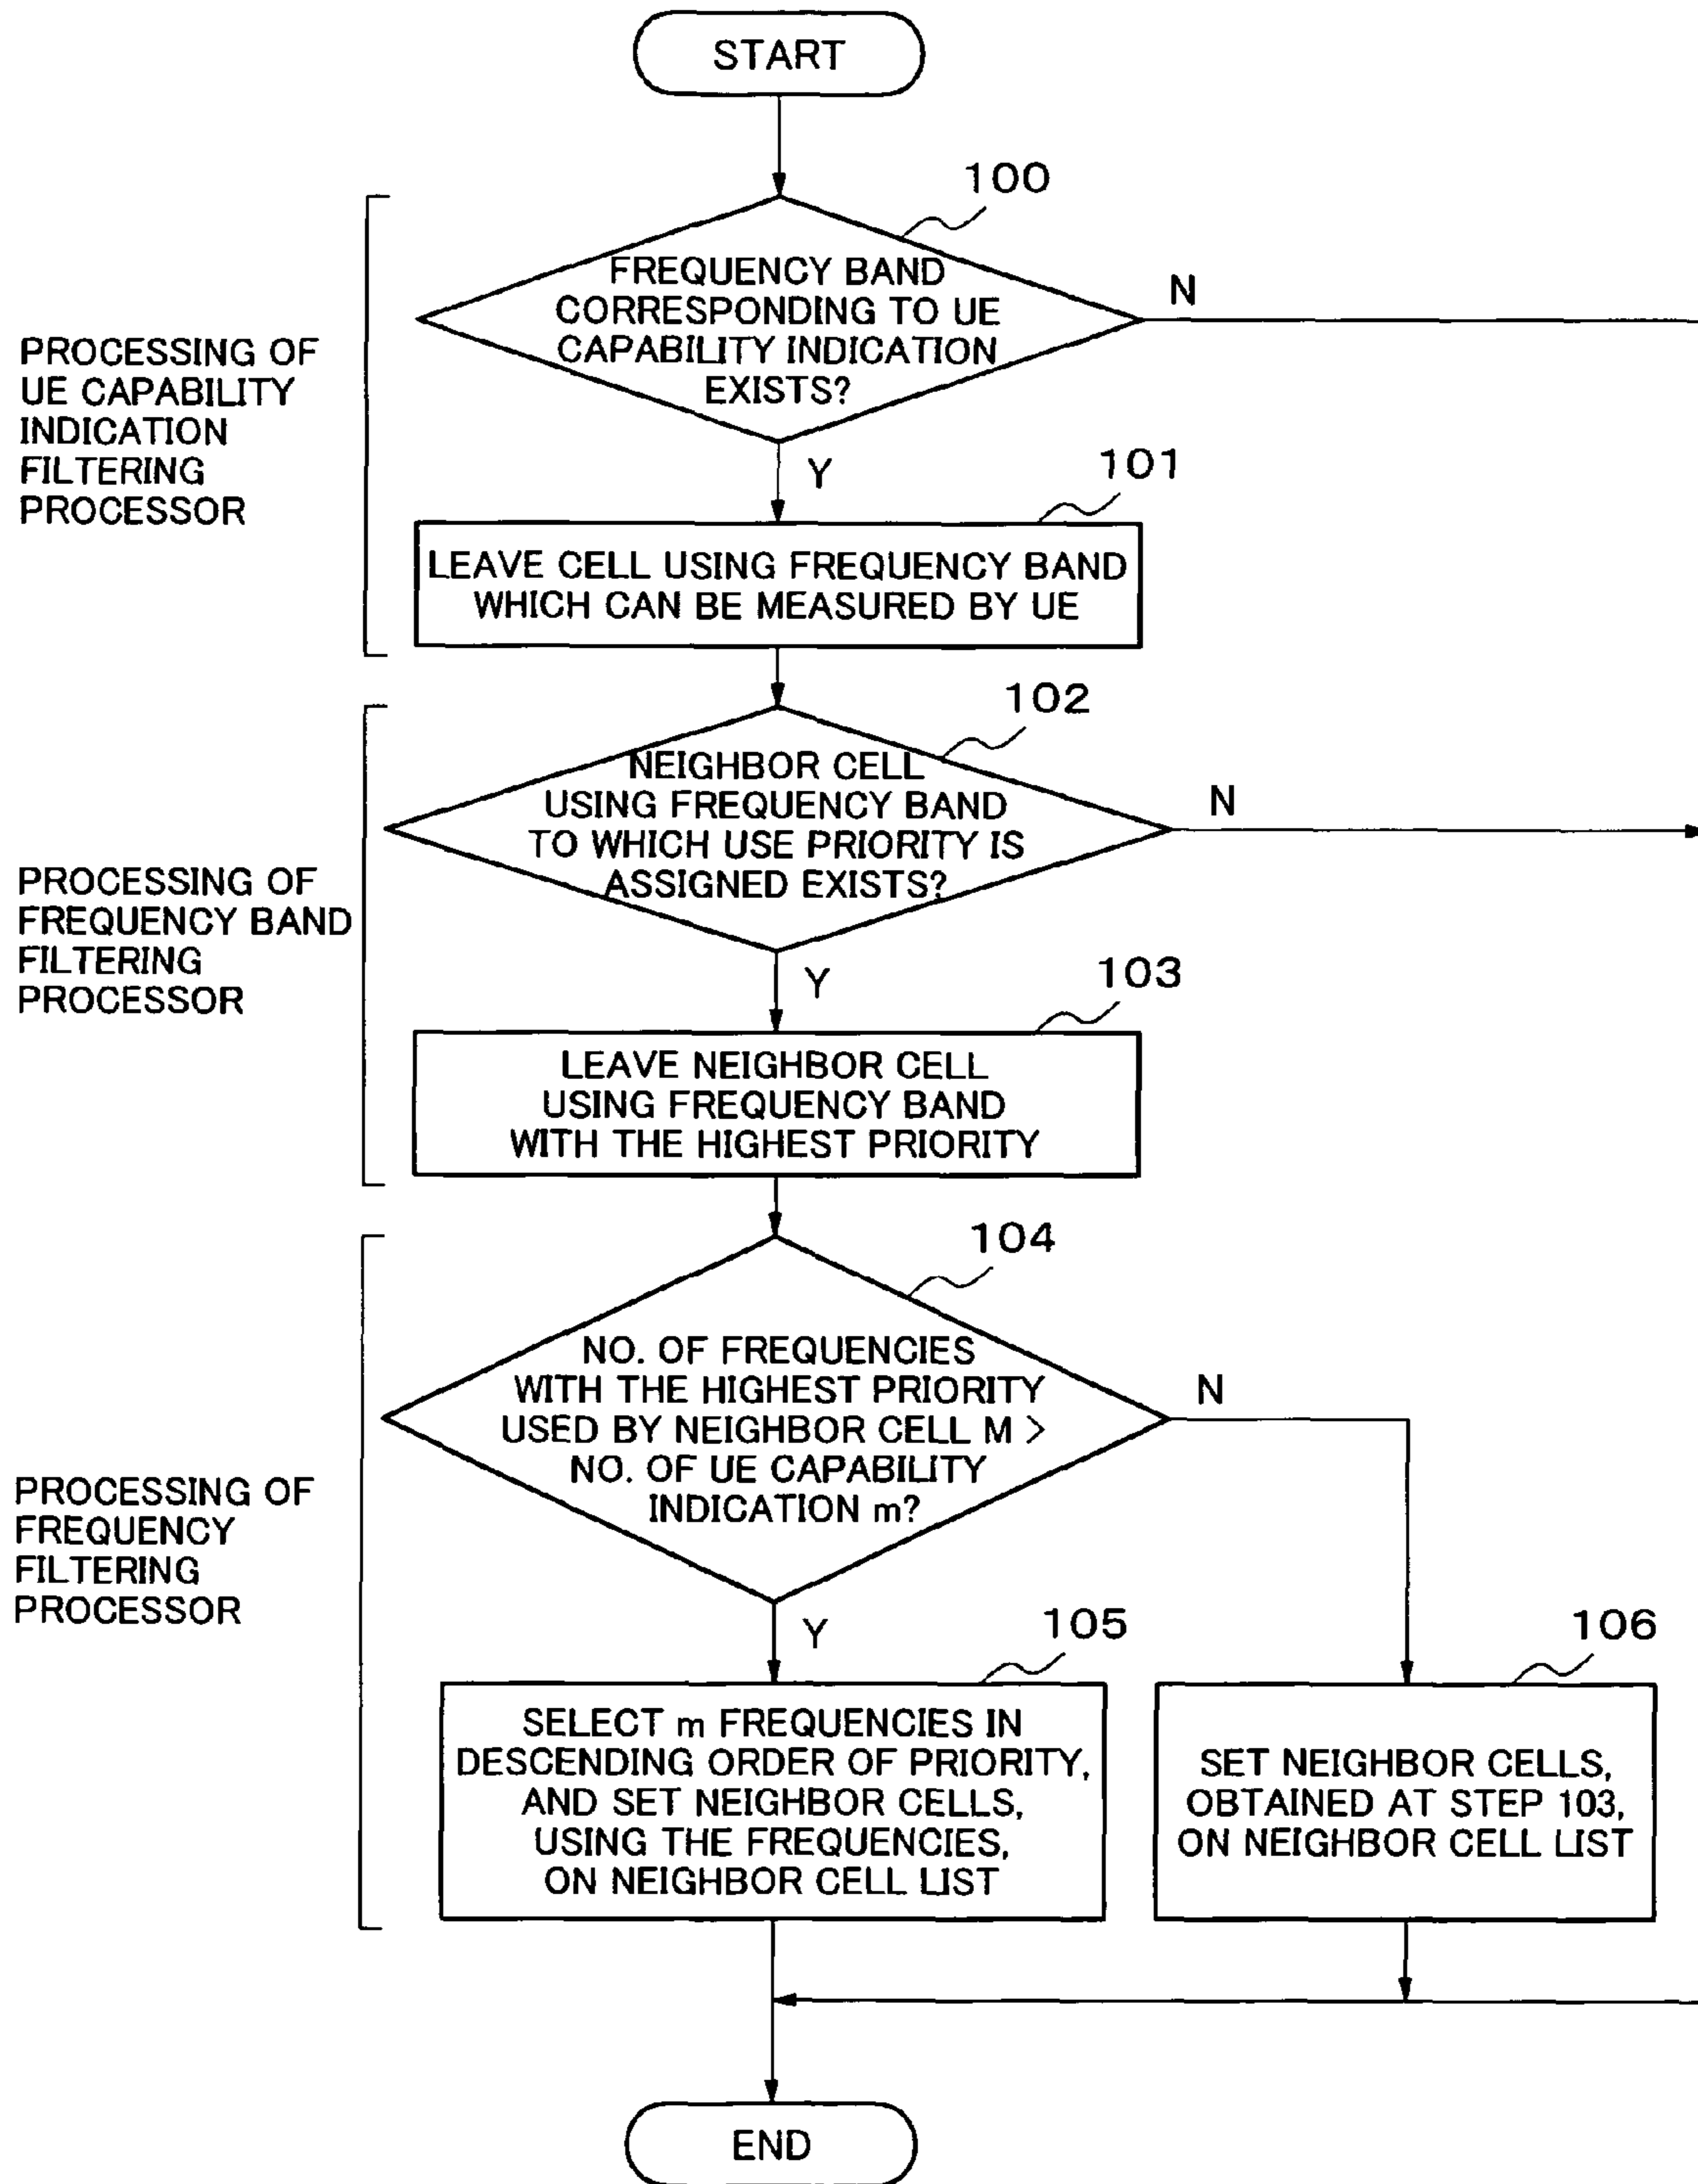 START
100
FREQUENCY BAND
CORRESPONDING TO UE
CAPABILITY INDICATION
EXISTS?
N
PROCESSING OF
UE CAPABILITY
INDICATION
FILTERING
PROCESSOR
Y
101
LEAVE CELL USING FREQUENCY BAND
WHICH CAN BE MEASURED BY UE
102
NEIGHBOR CELL
USING FREQUENCY BAND
TO WHICH USE PRIORITY IS
ASSIGNED EXISTS?
N
PROCESSING OF
FREQUENCY BAND
FILTERING
PROCESSOR
Y
103
LEAVE NEIGHBOR CELL
USING FREQUENCY BAND
WITH THE HIGHEST PRIORITY
104
NO. OF FREQUENCIES
WITH THE HIGHEST PRIORITY
USED BY NEIGHBOR CELL M >
NO. OF UE CAPABILITY
INDICATION m?
N
PROCESSING OF
FREQUENCY
FILTERING
PROCESSOR
Y
105
SELECT m FREQUENCIES IN
DESCENDING ORDER OF PRIORITY,
AND SET NEIGHBOR CELLS,
USING THE FREQUENCIES,
ON NEIGHBOR CELL LIST
106
SET NEIGHBOR CELLS,
OBTAINED AT STEP 103,
ON NEIGHBOR CELL LIST
END